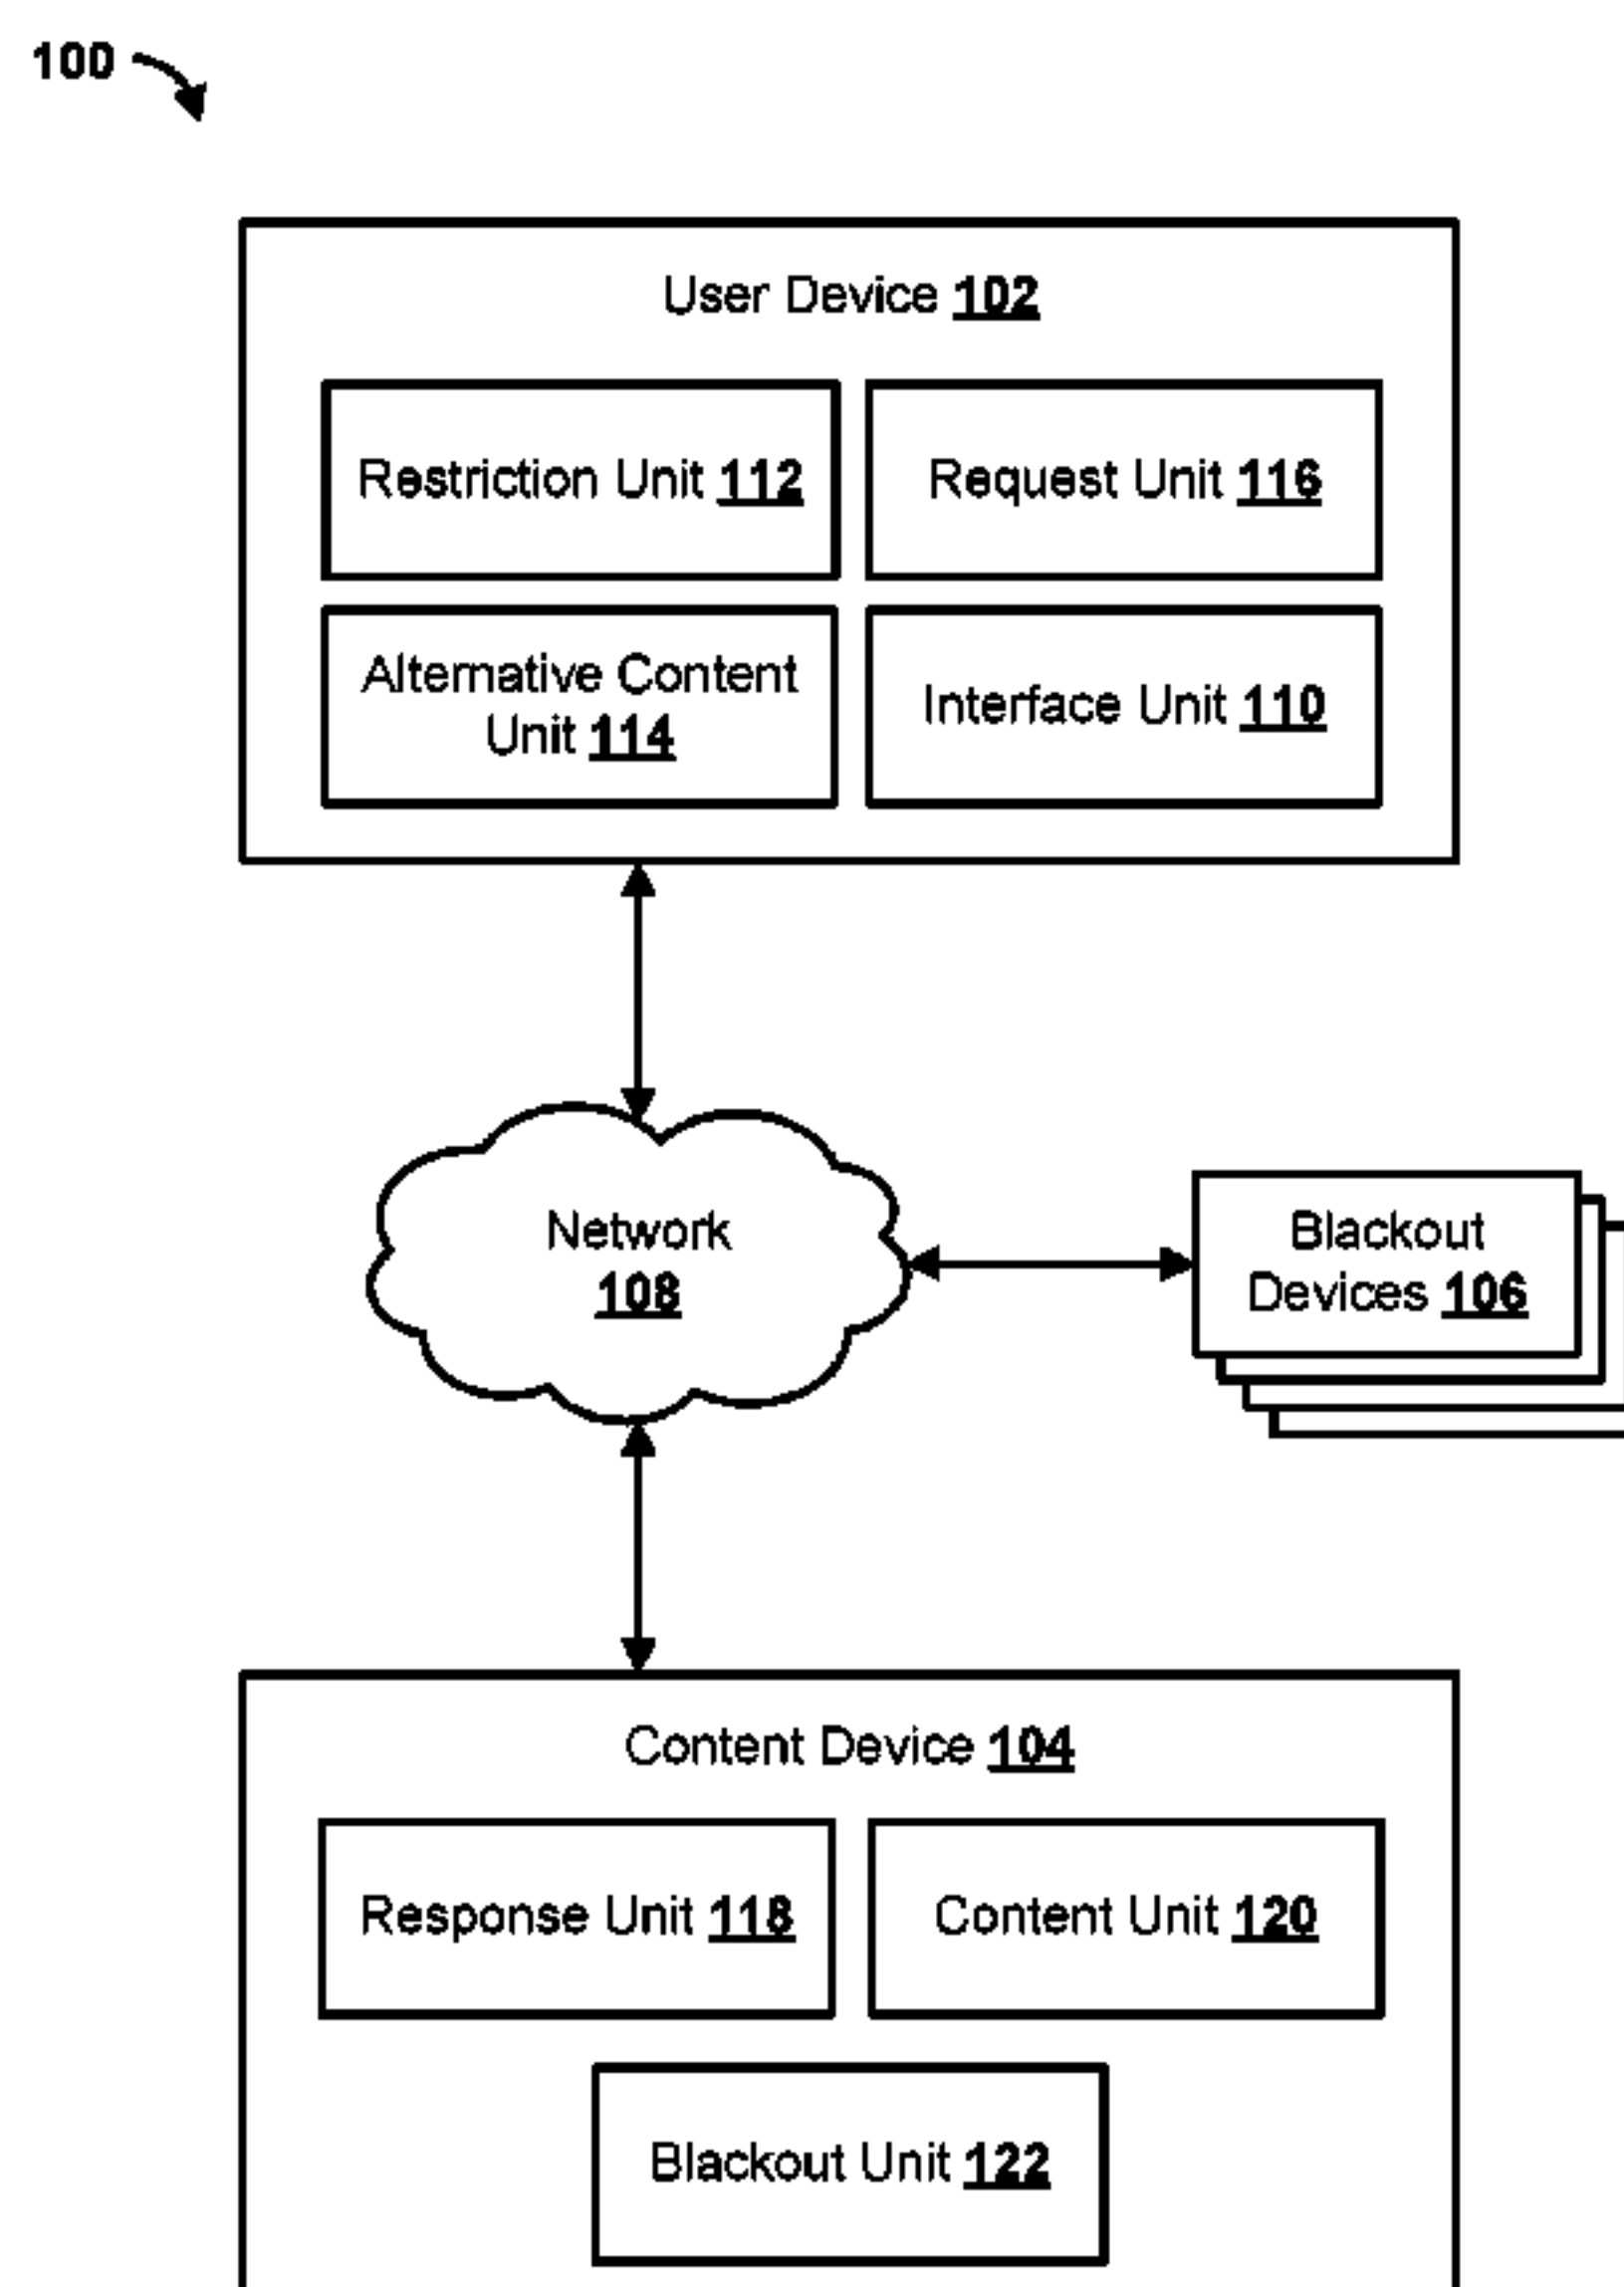 100
User Device 102
Restriction Unit 112
Request Unit 116
Alternative Content
Unit 114
Interface Unit 110
Network
108
Blackout
Devices 106
Content Device 104
Response Unit 118
Content Unit 120
Blackout Unit 122